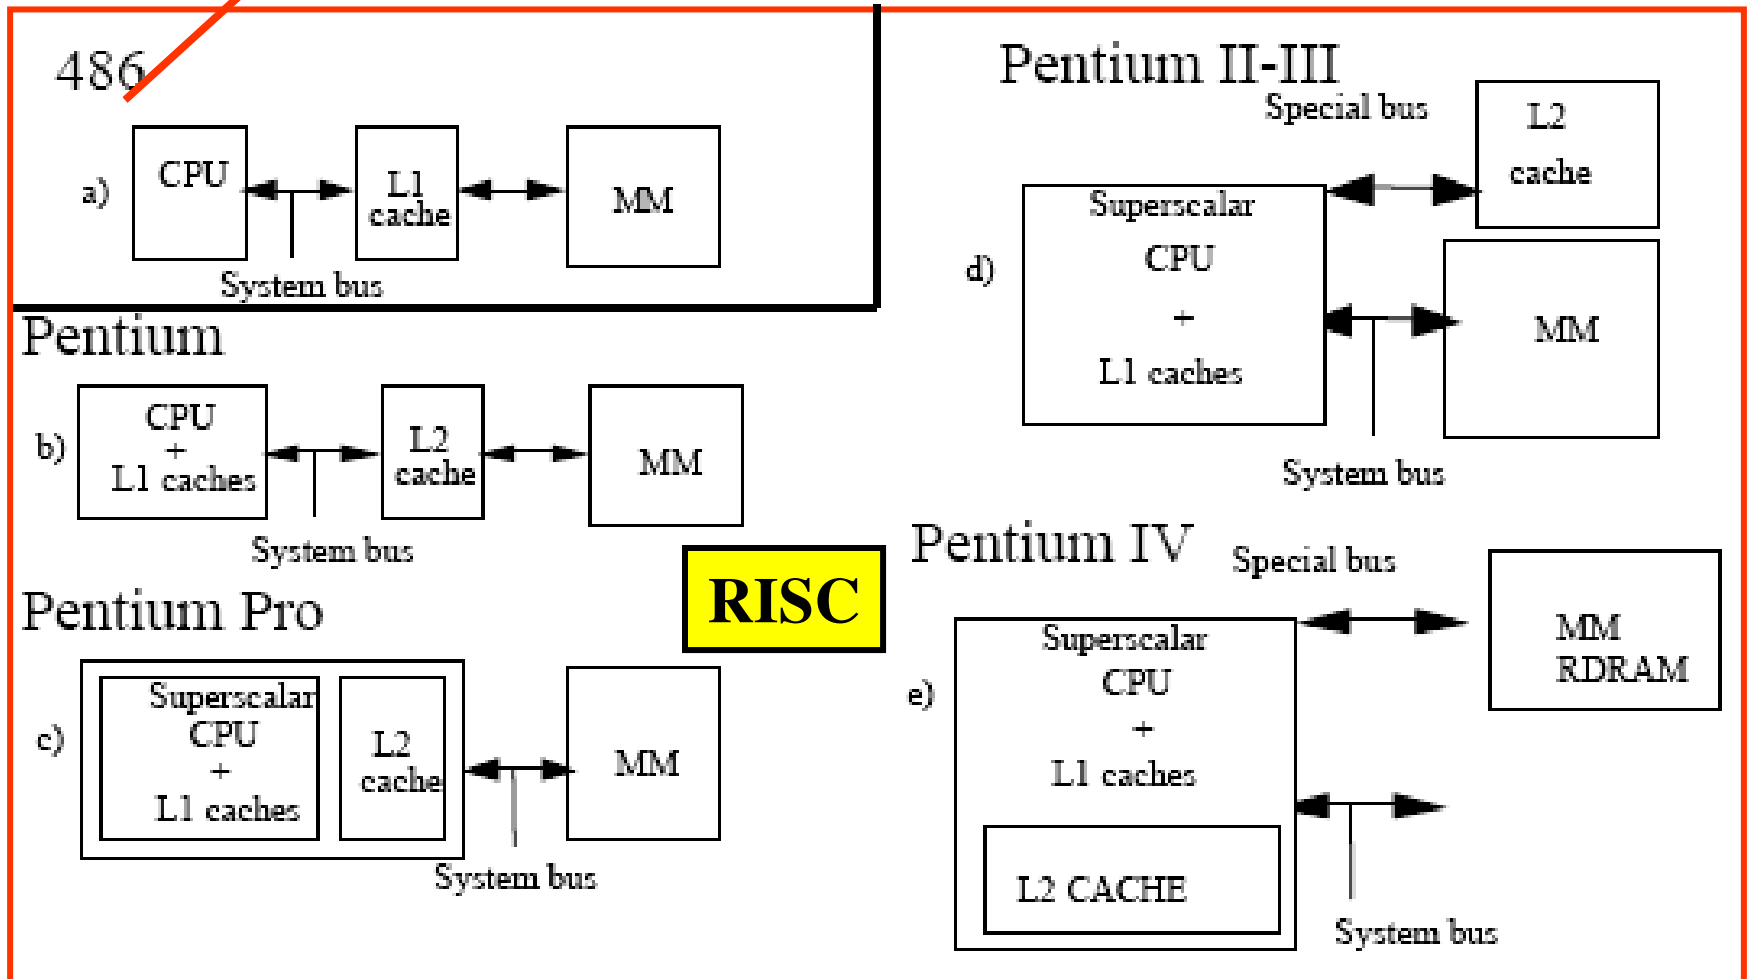 486
a)
CPU
L1
cache
MM
System bus
Pentium
b)
CPU
+
L1 caches
L2
cache
MM
System bus
RISC
Pentium Pro
c)
Superscalar
CPU
+
L1 caches
L2
cache
MM
System bus
Pentium II-III
Special bus
L2
cache
d)
Superscalar
CPU
+
L1 caches
MM
System bus
Pentium IV
Special bus
MM
RDRAM
e)
Superscalar
CPU
+
L1 caches
L2 CACHE
System bus